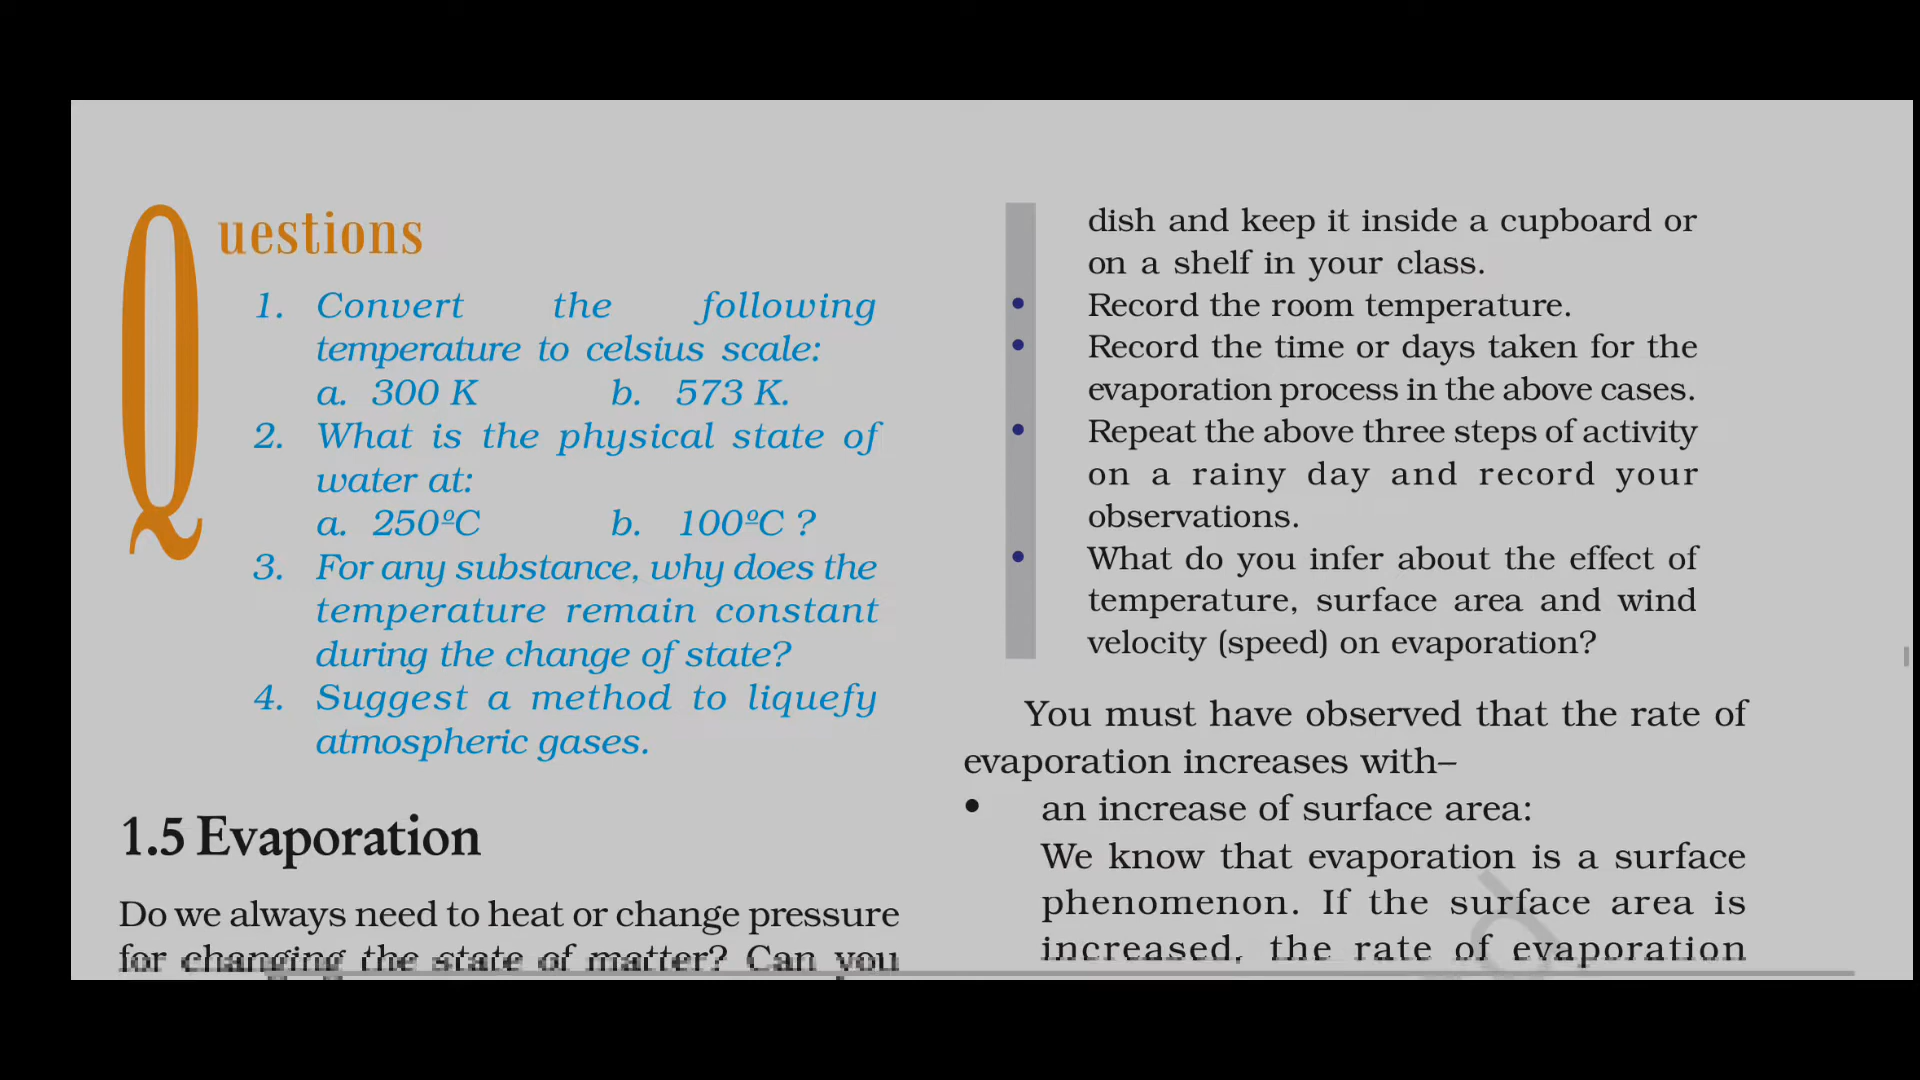 Questions
1. Convert the following
temperature to celsius scale:
a. 300 K b. 573 K.
2. What is the physical state of
water at:
a. 250ºC b. 100ºC ?
3. For any substance, why does the
temperature remain constant
during the change of state?
4. Suggest a method to liquefy
atmospheric gases.
1.5 Evaporation
Do we always need to heat or change pressure
for changing the state of matter? Can you
dish and keep it inside a cupboard or
on a shelf in your class.
• Record the room temperature.
• Record the time or days taken for the
evaporation process in the above cases.
• Repeat the above three steps of activity
on a rainy day and record your
observations.
• What do you infer about the effect of
temperature, surface area and wind
velocity (speed) on evaporation?
You must have observed that the rate of
evaporation increases with–
• an increase of surface area:
We know that evaporation is a surface
phenomenon. If the surface area is
increased, the rate of evaporation